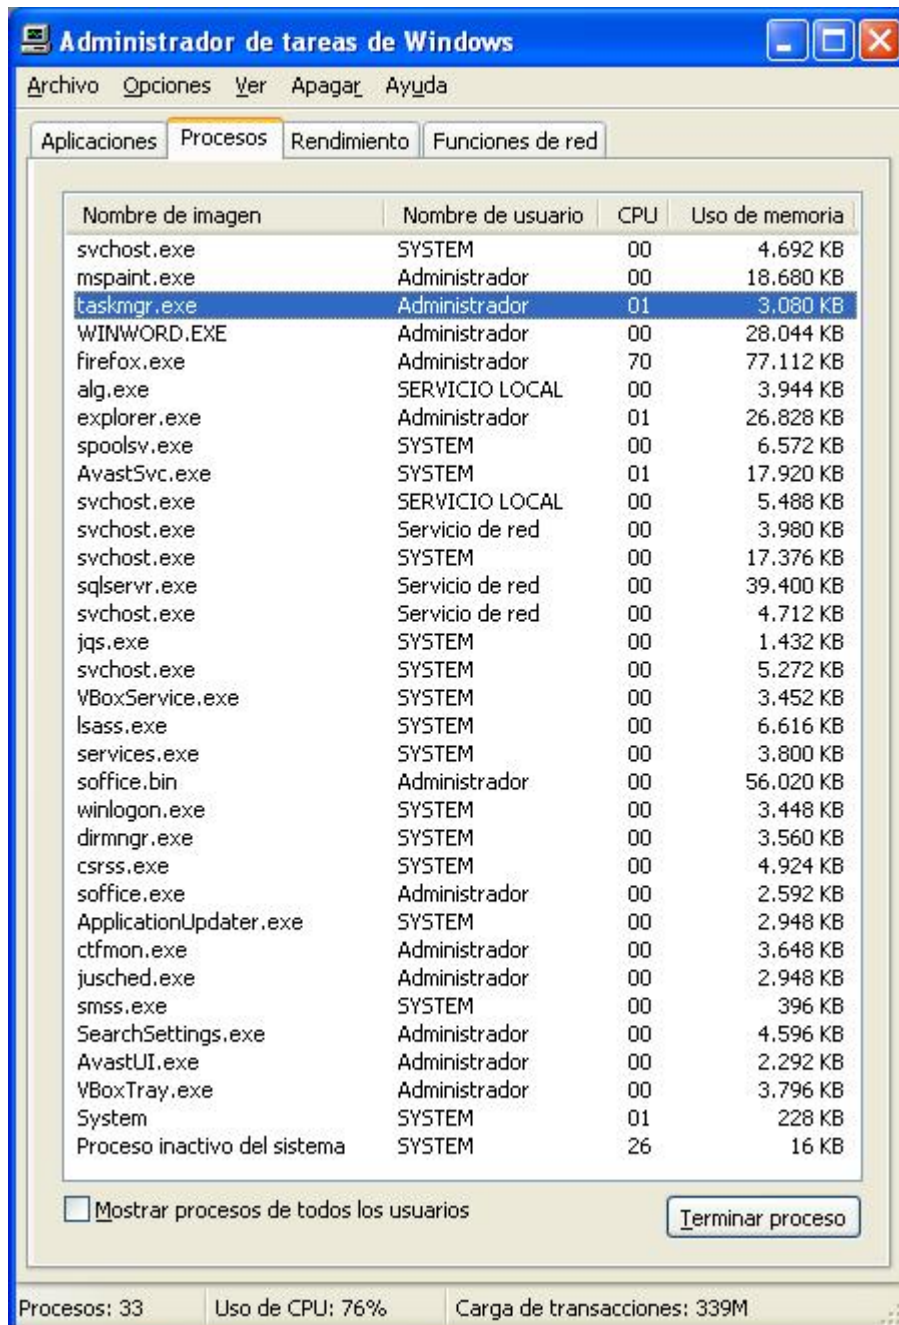 Administrador de tareas de Windows
Archivo Opciones Ver Apagar Ayuda
Aplicaciones Procesos Rendimiento Funciones de red
Nombre de imagen Nombre de usuario CPU Uso de memoria
svchost.exe SYSTEM 00 4.692 KB
mspaint.exe Administrador 00 18.680 KB
taskmgr.exe Administrador 01 3.080 KB
WINWORD.EXE Administrador 00 28.044 KB
firefox.exe Administrador 70 77.112 KB
alg.exe SERVICIO LOCAL 00 3.944 KB
explorer.exe Administrador 01 26.828 KB
spoolsv.exe SYSTEM 00 6.572 KB
AvastSvc.exe SYSTEM 01 17.920 KB
svchost.exe SERVICIO LOCAL 00 5.488 KB
svchost.exe Servicio de red 00 3.980 KB
svchost.exe SYSTEM 00 17.376 KB
sqlservr.exe Servicio de red 00 39.400 KB
svchost.exe Servicio de red 00 4.712 KB
jqs.exe SYSTEM 00 1.432 KB
svchost.exe SYSTEM 00 5.272 KB
VBoxService.exe SYSTEM 00 3.452 KB
lsass.exe SYSTEM 00 6.616 KB
services.exe SYSTEM 00 3.800 KB
soffice.bin Administrador 00 56.020 KB
winlogon.exe SYSTEM 00 3.448 KB
dirmngr.exe SYSTEM 00 3.560 KB
csrss.exe SYSTEM 00 4.924 KB
soffice.exe Administrador 00 2.592 KB
ApplicationUpdater.exe SYSTEM 00 2.948 KB
ctfmon.exe Administrador 00 3.648 KB
jusched.exe Administrador 00 2.948 KB
smss.exe SYSTEM 00 396 KB
SearchSettings.exe Administrador 00 4.596 KB
AvastUI.exe Administrador 00 2.292 KB
VBoxTray.exe Administrador 00 3.796 KB
System SYSTEM 01 228 KB
Proceso inactivo del sistema SYSTEM 26 16 KB
Mostrar procesos de todos los usuarios Terminar proceso
Procesos: 33 Uso de CPU: 76% Carga de transacciones: 339M